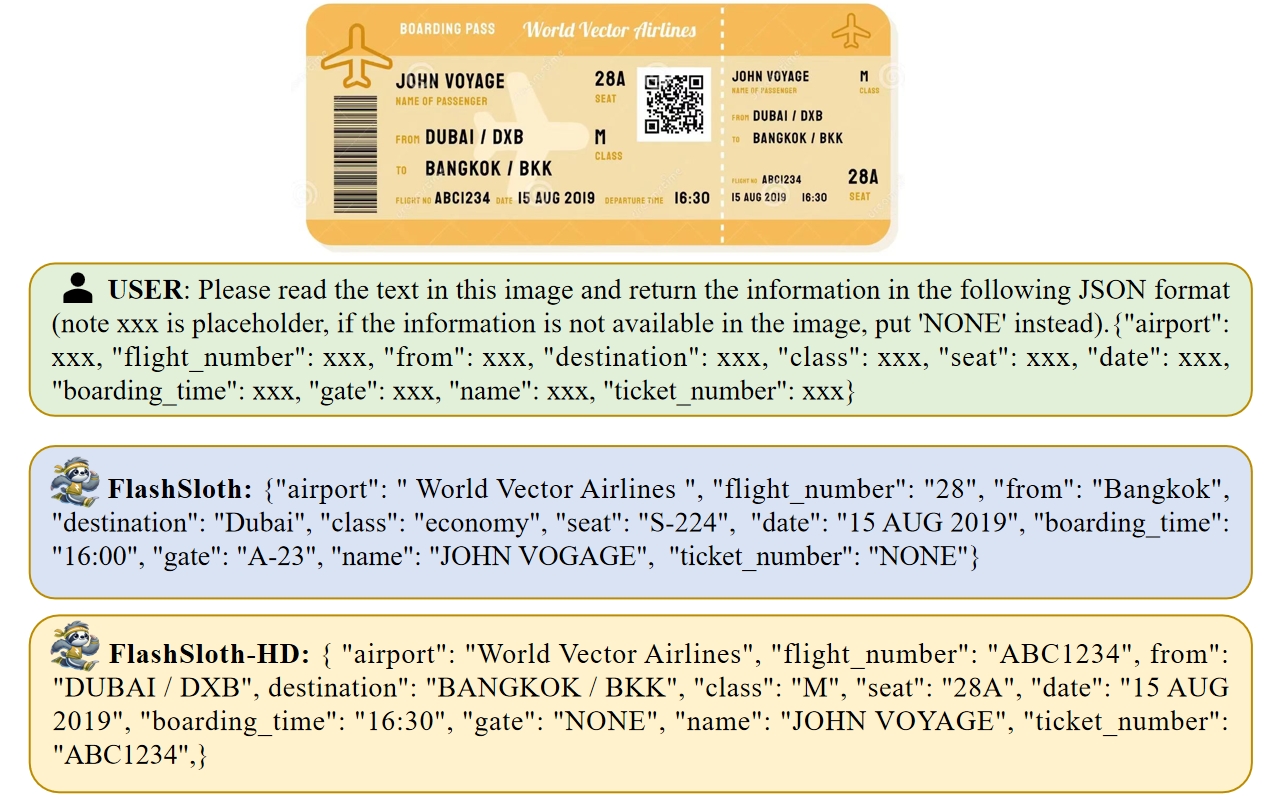 BOARDING PASS World Vector Airlines
JOHN VOYAGE
NAME OF PASSENGER
28A
SEAT
FROM DUBAI / DXB
M
CLASS
TO BANGKOK / BKK
FLIGHT NO ABC1234 DATE 15 AUG 2019 DEPARTURE TIME 16:30
JOHN VOYAGE
NAME OF PASSENGER
M
CLASS
FROM DUBAI / DXB
TO BANGKOK / BKK
FLIGHT NO ABC1234
15 AUG 2019 16:30
28A
SEAT
USER: Please read the text in this image and return the information in the following JSON format
(note xxx is placeholder, if the information is not available in the image, put 'NONE' instead).{"airport":
xxx, "flight_number": xxx, "from": xxx, "destination": xxx, "class": xxx, "seat": xxx, "date": xxx,
"boarding_time": xxx, "gate": xxx, "name": xxx, "ticket_number": xxx}
FlashSloth: {"airport": " World Vector Airlines ", "flight_number": "28", "from": "Bangkok",
"destination": "Dubai", "class": "economy", "seat": "S-224", "date": "15 AUG 2019", "boarding_time":
"16:00", "gate": "A-23", "name": "JOHN VOGAGE", "ticket_number": "NONE"}
FlashSloth-HD: { "airport": "World Vector Airlines", "flight_number": "ABC1234", from":
"DUBAI / DXB", destination": "BANGKOK / BKK", "class": "M", "seat": "28A", "date": "15 AUG
2019", "boarding_time": "16:30", "gate": "NONE", "name": "JOHN VOYAGE", "ticket_number":
"ABC1234",}